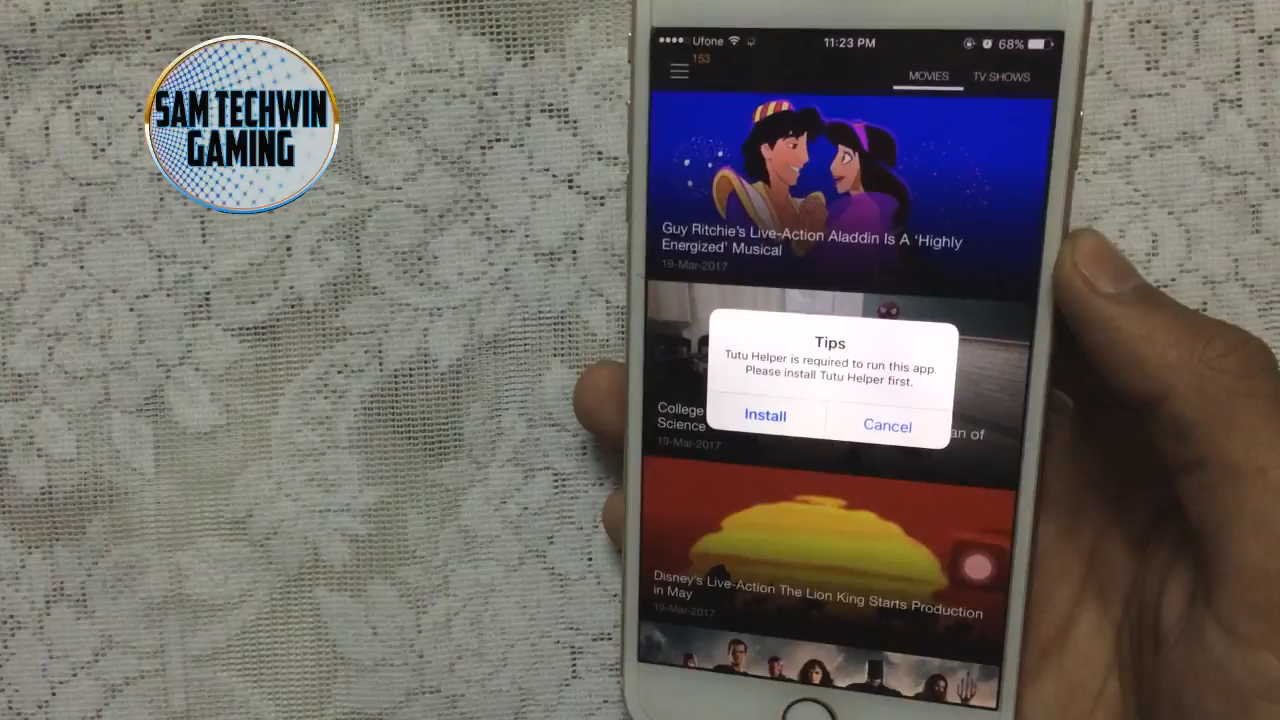 SAM TECHWIN
GAMING
Ufone
11:23 PM
68%
153
MOVIES
TV SHOWS
Guy Ritchie's Live-Action Aladdin Is A 'Highly
Energized' Musical
19-Mar-2017
Tips
Tutu Helper is required to run this app.
Please install Tutu Helper first.
Install
Cancel
College
an of
Science
19-Mar-2017
Disney's Live-Action The Lion King Starts Production
in May
19-Mar-2017